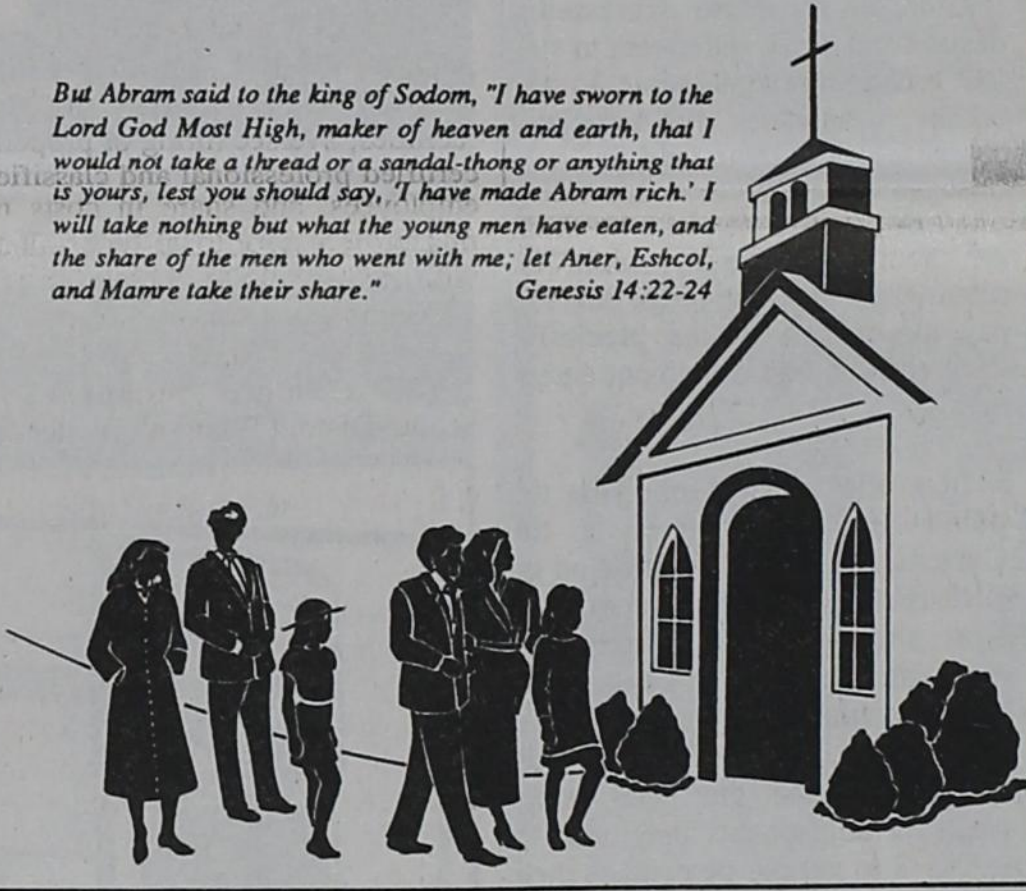 But Abram said to the king of Sodom, "I have sworn to the
Lord God Most High, maker of heaven and earth, that I
would not take a thread or a sandal-thong or anything that
is yours, lest you should say, 'I have made Abram rich.' I
will take nothing but what the young men have eaten, and
the share of the men who went with me; let Aner, Eshcol,
and Mamre take their share." Genesis 14:22-24